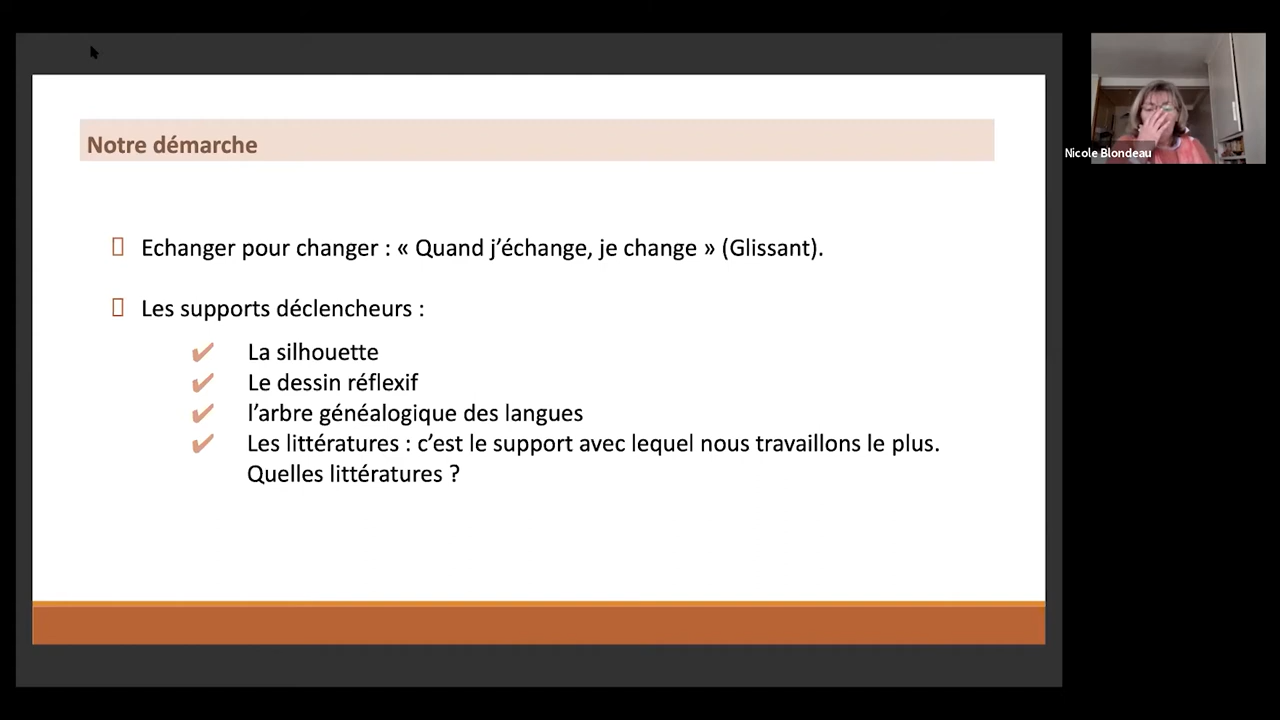 Notre démarche
Echanger pour changer : « Quand j’échange, je change » (Glissant).
Les supports déclencheurs :
La silhouette
Le dessin réflexif
l’arbre généalogique des langues
Les littératures : c’est le support avec lequel nous travaillons le plus.
Quelles littératures ?
Nicole Blondeau